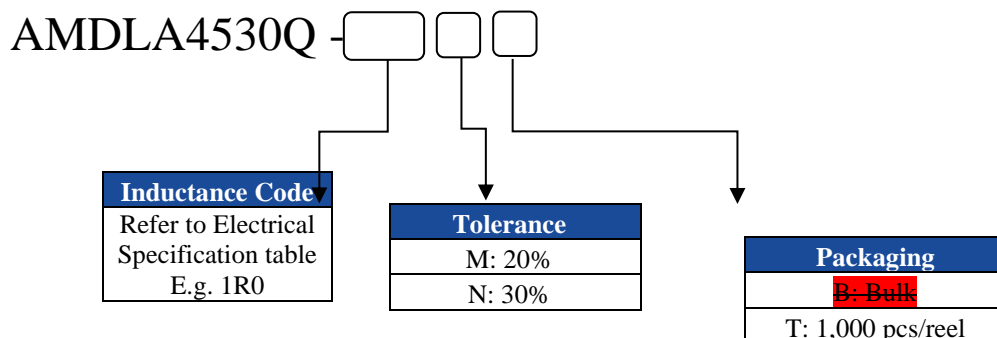 AMDLA4530Q -
Inductance Code
Refer to Electrical
Specification table
E.g. 1R0
Tolerance
M: 20%
N: 30%
Packaging
B: Bulk
T: 1,000 pcs/reel